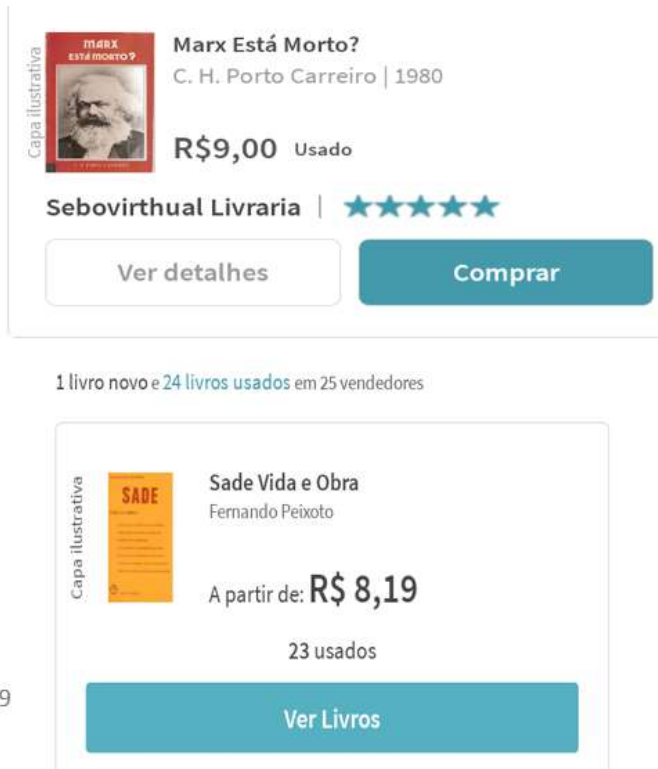 Capa ilustrativa
MARX
ESTÁ MORTO?
Marx Está Morto?
C. H. Porto Carreiro | 1980
R$9,00 Usado
Sebovirthual Livraria |
Ver detalhes
Comprar
1 livro novo e 24 livros usados em 25 vendedores
Capa ilustrativa
SADE
Sade Vida e Obra
Fernando Peixoto
A partir de: R$ 8,19
23 usados
9
Ver Livros